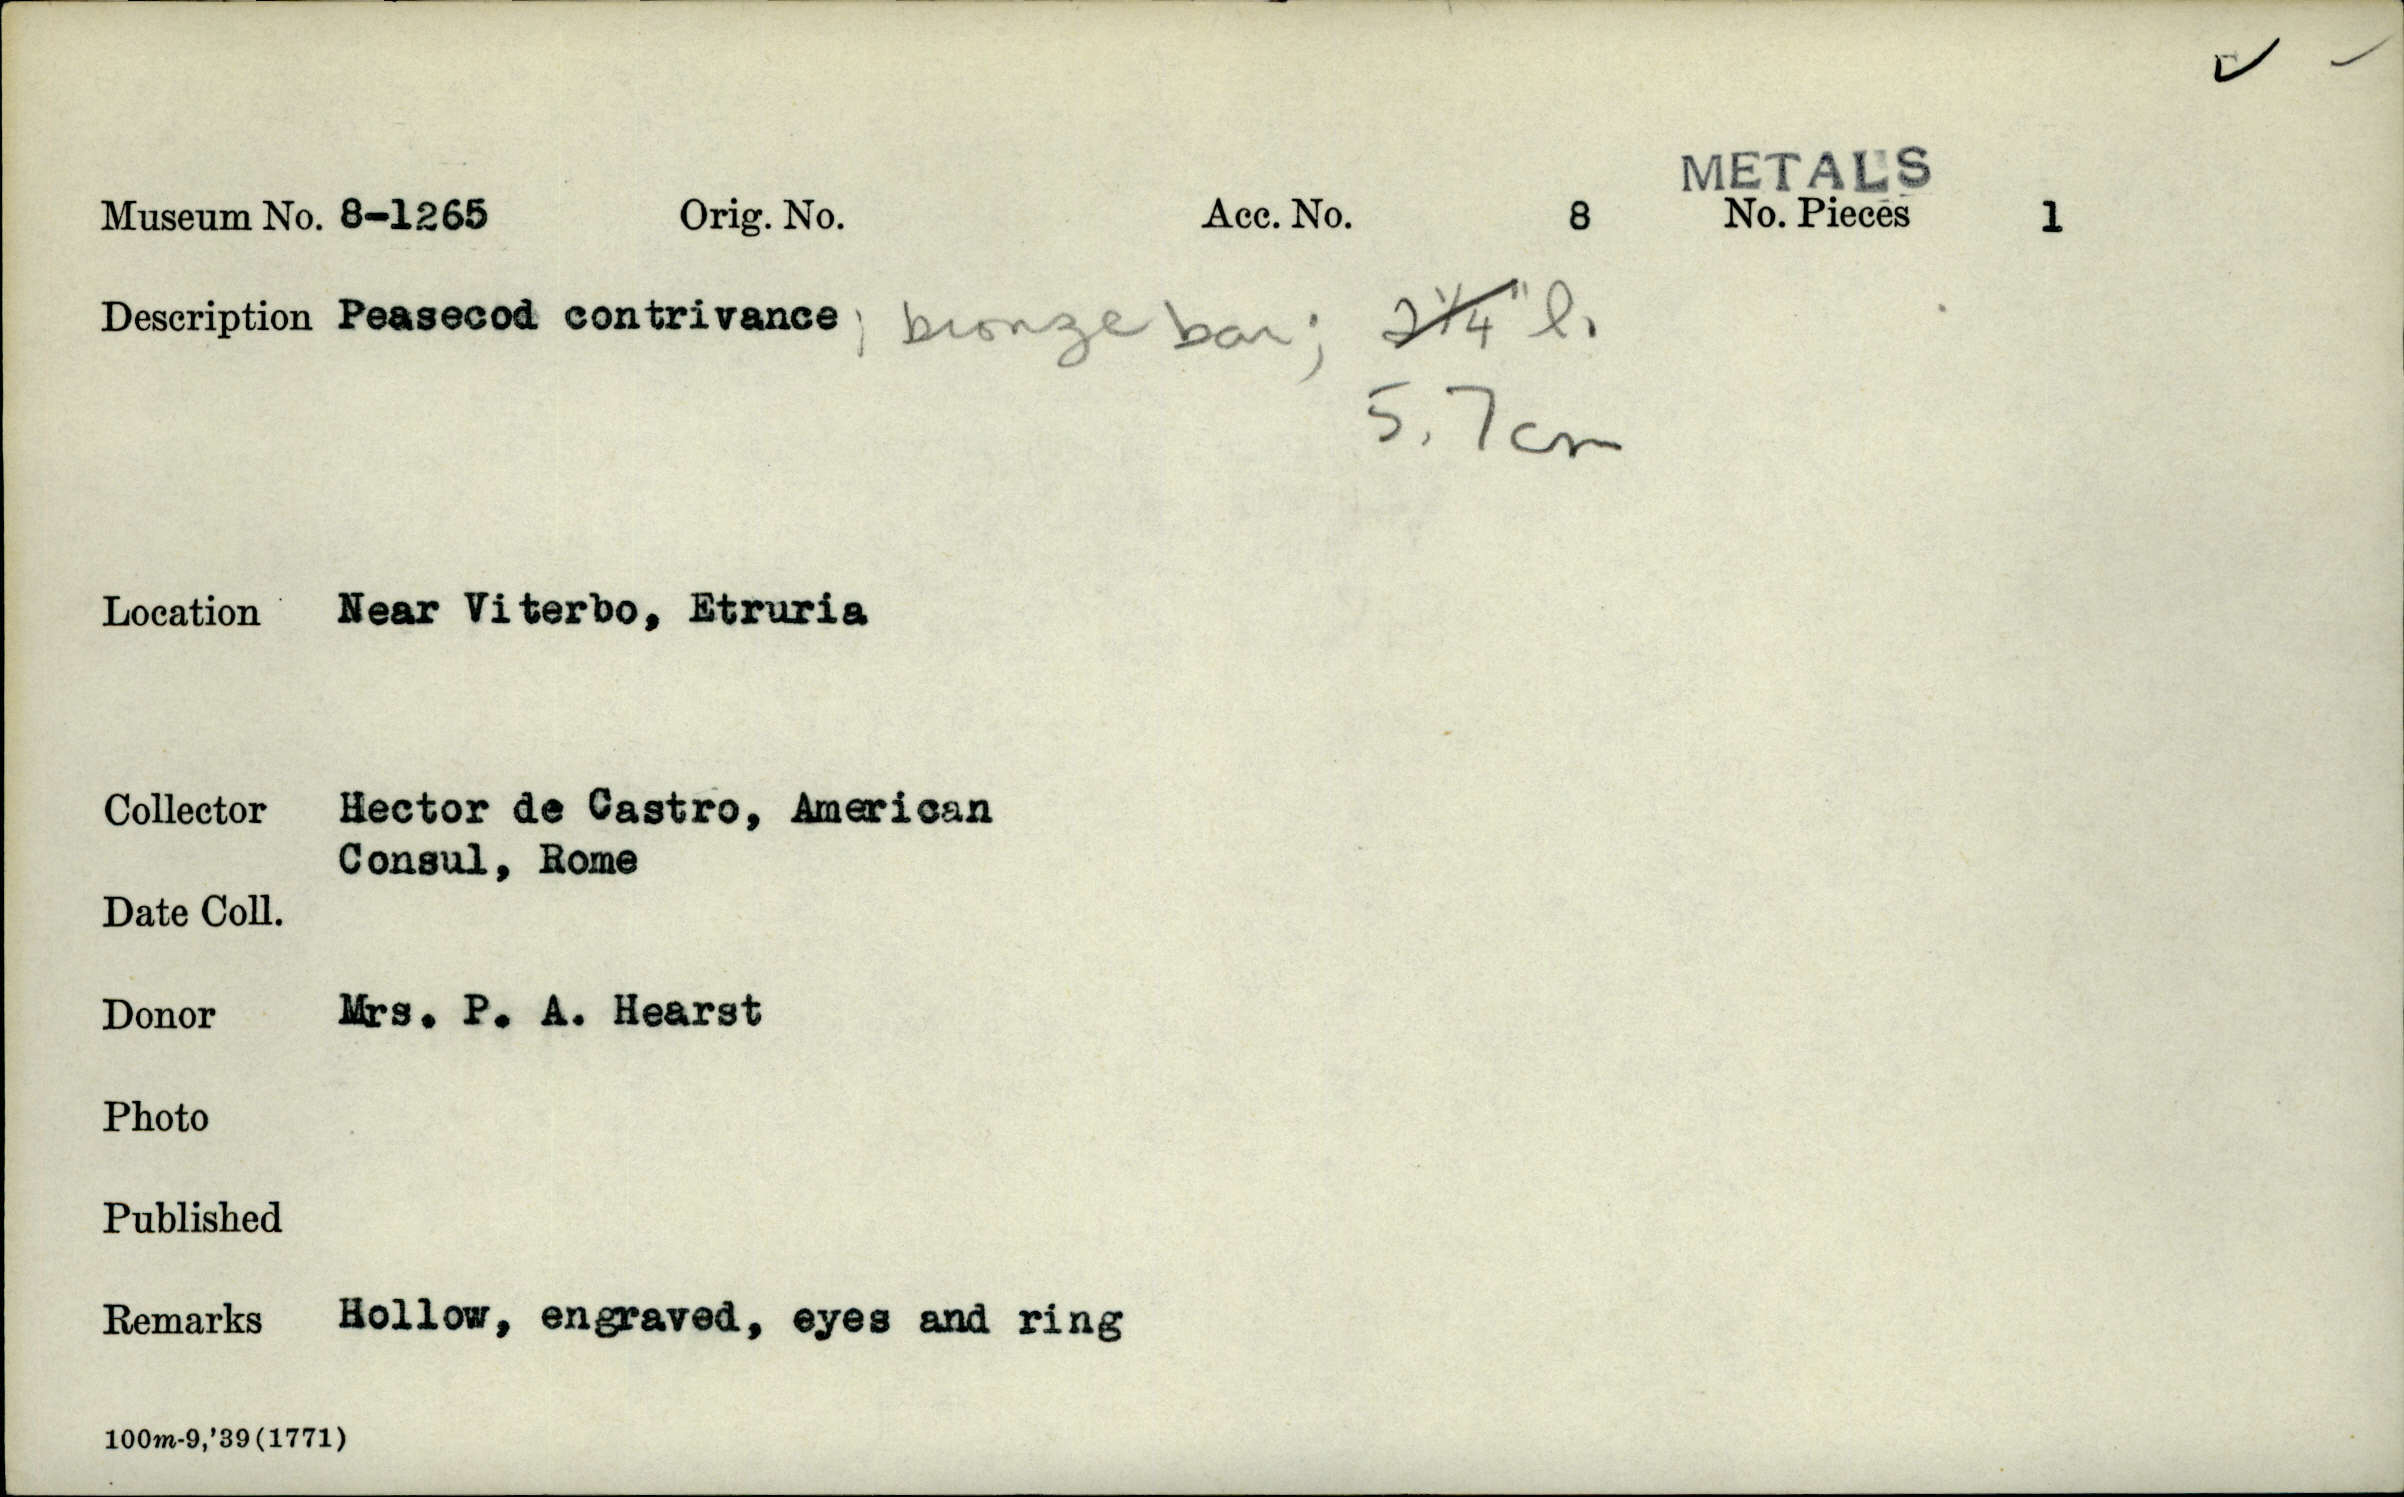 METALS
Museum No. 8-1265 Orig. No. Acc. No. 8 No. Pieces 1
Description Peasecod contrivance ; bronze bar; 2 1/4" l.
5.7cm
Location Near Viterbo, Etruria
Collector Hector de Castro, American
Consul, Rome
Date Coll.
Donor Mrs. P. A. Hearst
Photo
Published
Remarks Hollow, engraved, eyes and ring
100m-9,'39(1771)